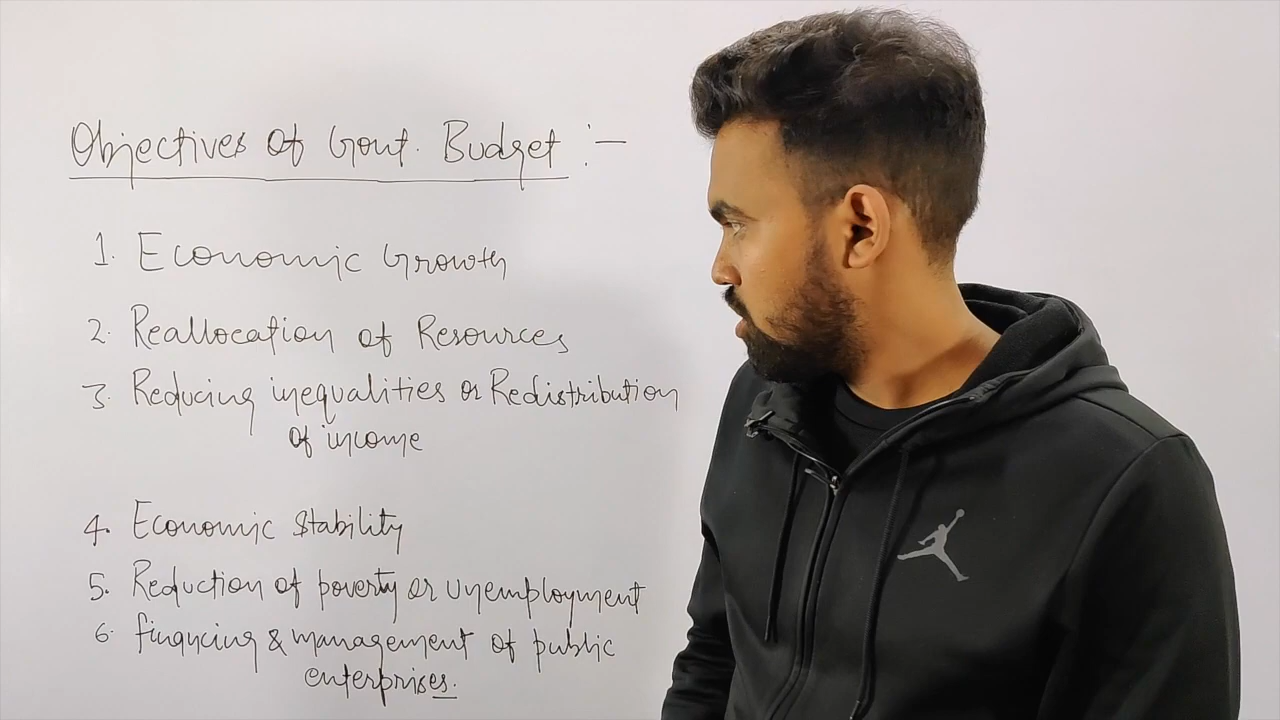 Objectives of Govt. Budget :-
1. Economic Growth
2. Reallocation of Resources
3. Reducing inequalities or Redistribution
of income
4. Economic Stability
5. Reduction of poverty or unemployment
6. financing & management of public
enterprises.